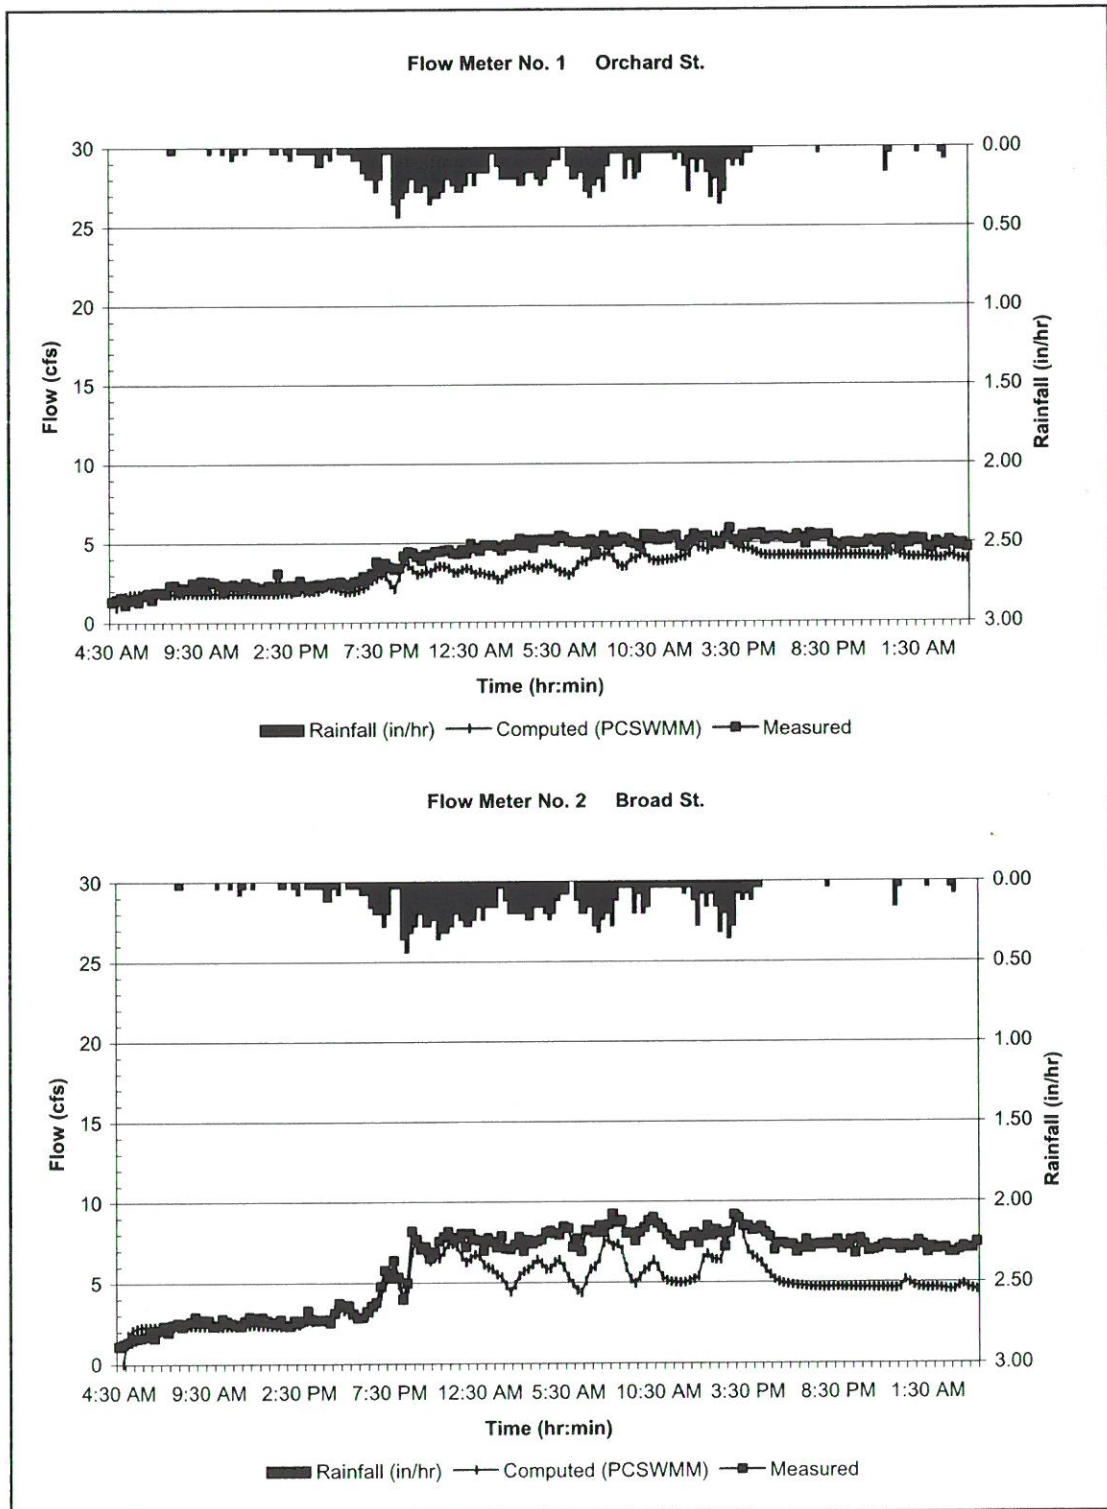 Flow Meter No. 1 Orchard St.
30
25
20
15
10
5
0
Flow (cfs)
0.00
0.50
1.00
1.50
2.00
2.50
3.00
Rainfall (in/hr)
4:30 AM 9:30 AM 2:30 PM 7:30 PM 12:30 AM 5:30 AM 10:30 AM 3:30 PM 8:30 PM 1:30 AM
Time (hr:min)
Rainfall (in/hr) Computed (PCSWMM) Measured
Flow Meter No. 2 Broad St.
30
25
20
15
10
5
0
Flow (cfs)
0.00
0.50
1.00
1.50
2.00
2.50
3.00
Rainfall (in/hr)
4:30 AM 9:30 AM 2:30 PM 7:30 PM 12:30 AM 5:30 AM 10:30 AM 3:30 PM 8:30 PM 1:30 AM
Time (hr:min)
Rainfall (in/hr) Computed (PCSWMM) Measured